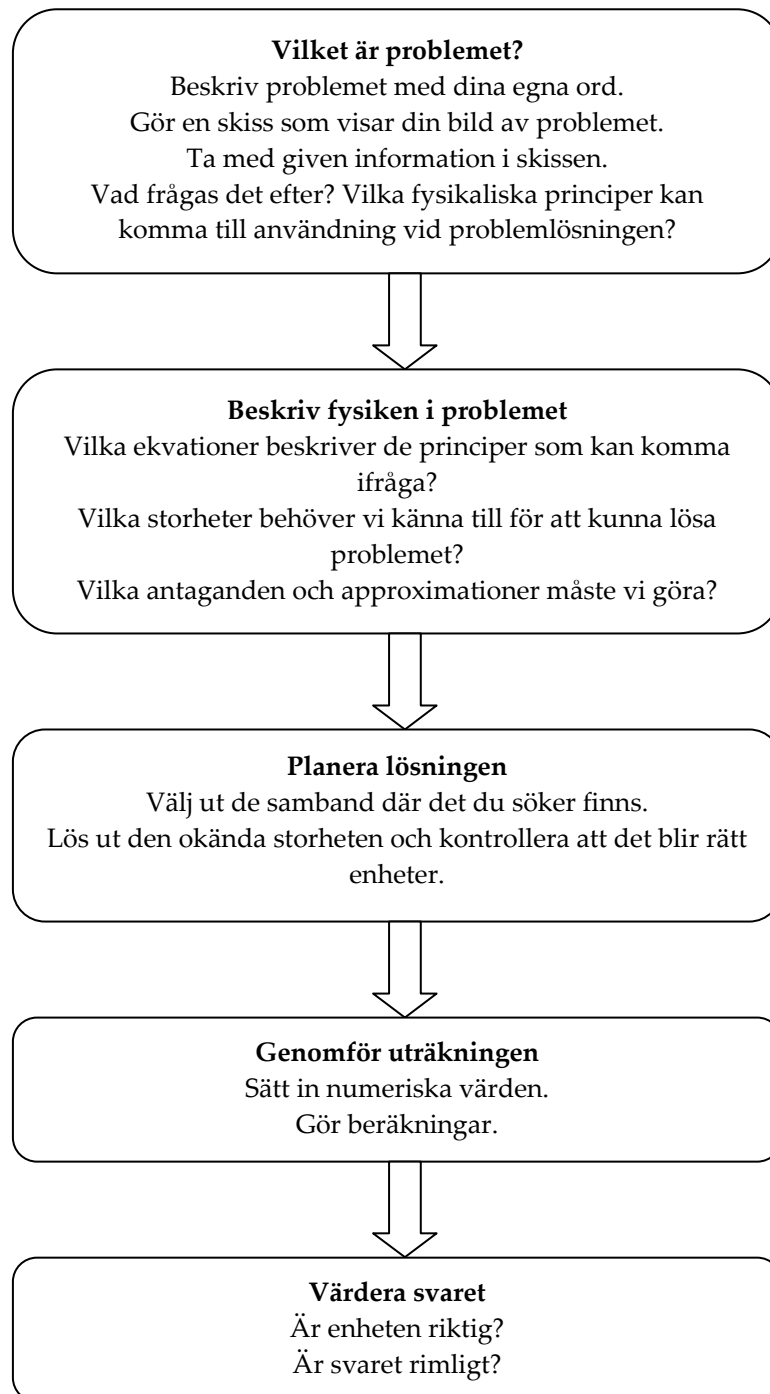 Vilket är problemet?
Beskriv problemet med dina egna ord.
Gör en skiss som visar din bild av problemet.
Ta med given information i skissen.
Vad frågas det efter? Vilka fysikaliska principer kan
komma till användning vid problemlösningen?
Beskriv fysiken i problemet
Vilka ekvationer beskriver de principer som kan komma
ifråga?
Vilka storheter behöver vi känna till för att kunna lösa
problemet?
Vilka antaganden och approximationer måste vi göra?
Planera lösningen
Välj ut de samband där det du söker finns.
Lös ut den okända storheten och kontrollera att det blir rätt
enheter.
Genomför uträkningen
Sätt in numeriska värden.
Gör beräkningar.
Värdera svaret
Är enheten riktig?
Är svaret rimligt?